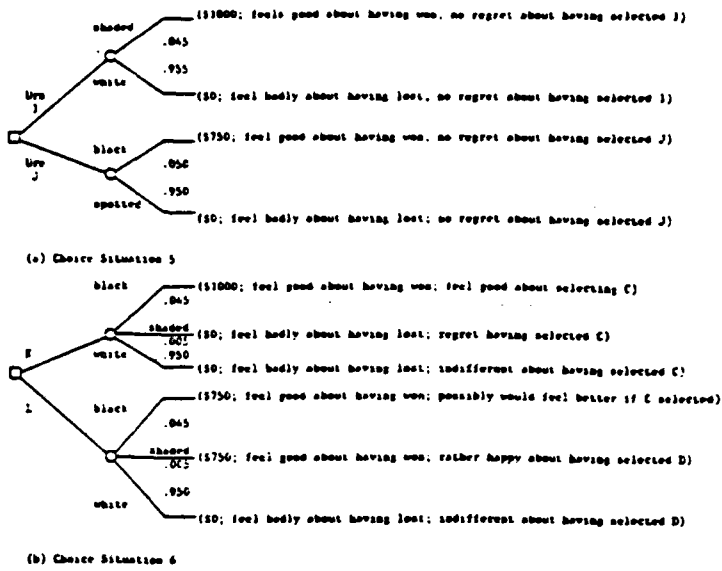 shaded
($1000; feels good about having won, no regret about having selected I)
.045
.955
white
Urn
I
($0; feel badly about having lost, no regret about having selected I)
black
($750; feel good about having won, no regret about having selected J)
Urn
J
.050
.950
spotted
($0; feel badly about having lost; no regret about having selected J)
(a) Choice Situation 5
black
($1000; feel good about having won; feel good about selecting C)
.045
shaded
($0; feel badly about having lost; regret having selected C)
.005
K
white
.950
($0; feel badly about having lost; indifferent about having selected C)
L
black
($750; feel good about having won; possibly would feel better if C selected)
.045
shaded
($750; feel good about having won; rather happy about having selected D)
.005
.950
white
($0; feel badly about having lost; indifferent about having selected D)
(b) Choice Situation 6